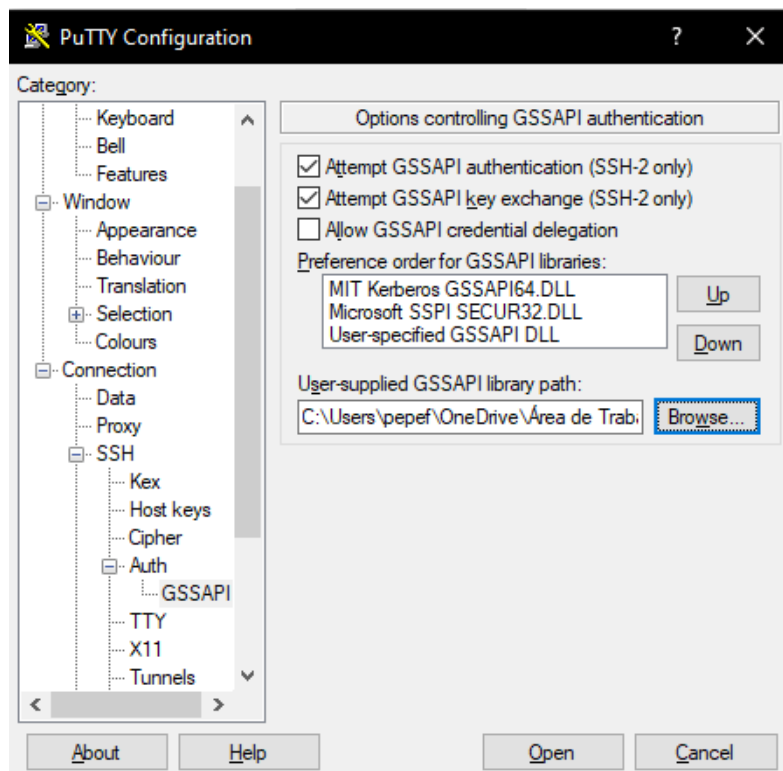 PuTTY Configuration
?
Category:
Keyboard
Bell
Features
Window
Appearance
Behaviour
Translation
Selection
Colours
Connection
Data
Proxy
SSH
Kex
Host keys
Cipher
Auth
GSSAPI
TTY
X11
Tunnels
Options controlling GSSAPI authentication
Attempt GSSAPI authentication (SSH-2 only)
Attempt GSSAPI key exchange (SSH-2 only)
Allow GSSAPI credential delegation
Preference order for GSSAPI libraries:
MIT Kerberos GSSAPI64.DLL
Microsoft SSPI SECUR32.DLL
User-specified GSSAPI DLL
Up
Down
User-supplied GSSAPI library path:
C:\Users\pepef\OneDrive\Área de Traba
Browse...
About
Help
Open
Cancel